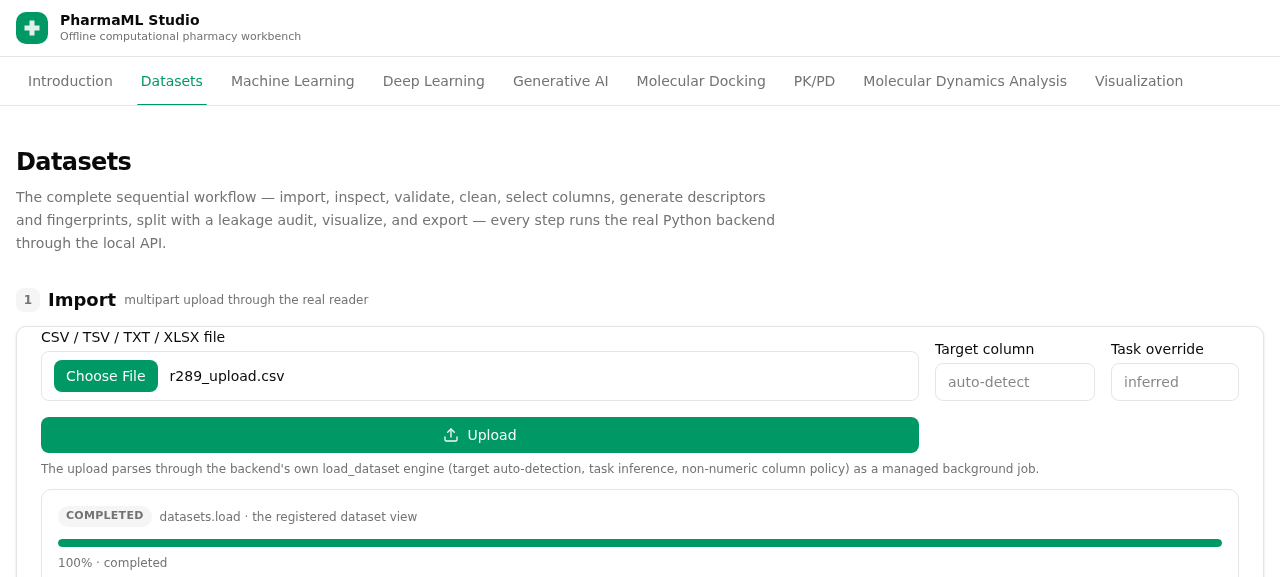 PharmaML Studio
Offline computational pharmacy workbench
Introduction Datasets Machine Learning Deep Learning Generative AI Molecular Docking PK/PD Molecular Dynamics Analysis Visualization
Datasets
The complete sequential workflow — import, inspect, validate, clean, select columns, generate descriptors
and fingerprints, split with a leakage audit, visualize, and export — every step runs the real Python backend
through the local API.
1 Import multipart upload through the real reader
CSV / TSV / TXT / XLSX file
Choose File r289_upload.csv
Target column
auto-detect
Task override
inferred
Upload
The upload parses through the backend's own load_dataset engine (target auto-detection, task inference, non-numeric column policy) as a managed background job.
COMPLETED datasets.load · the registered dataset view
100% · completed